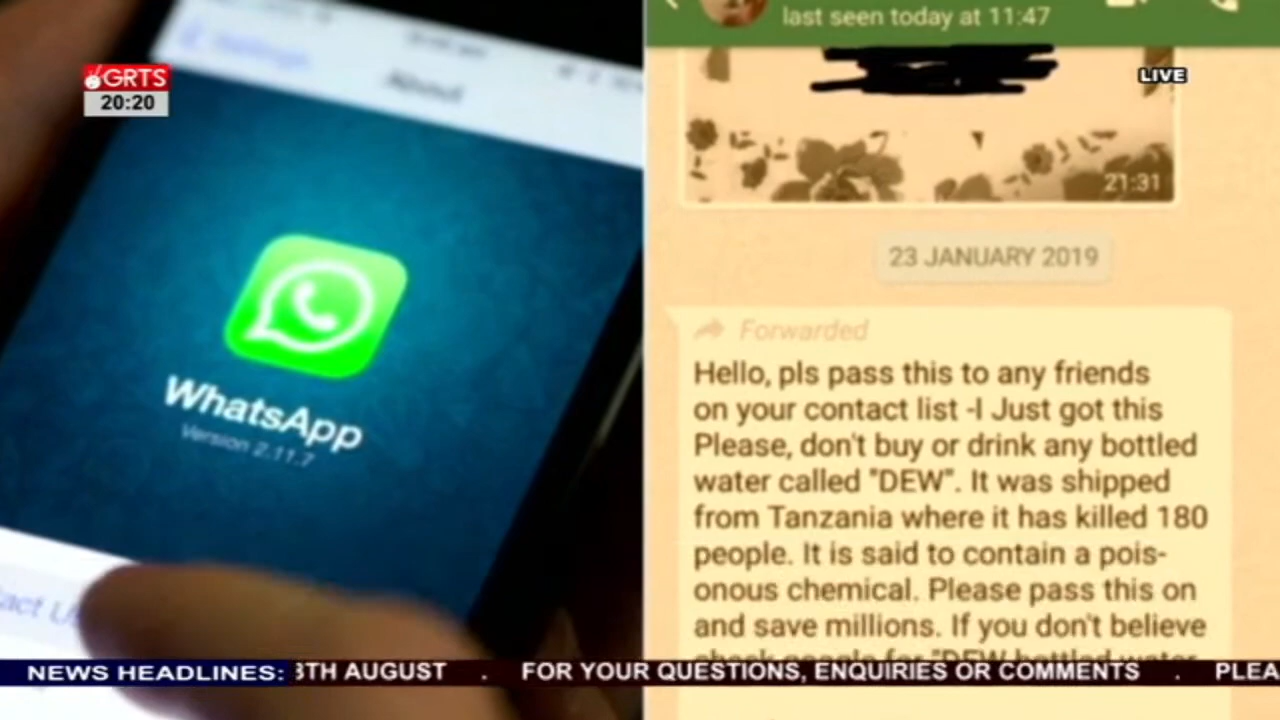 GRTS
20:20
WhatsApp
Version 2.11.7
last seen today at 11:47
LIVE
21:31
23 JANUARY 2019
Forwarded
Hello, pls pass this to any friends
on your contact list -I Just got this
Please, don't buy or drink any bottled
water called "DEW". It was shipped
from Tanzania where it has killed 180
people. It is said to contain a pois-
onous chemical. Please pass this on
and save millions. If you don't believe
NEWS HEADLINES: 8TH AUGUST . FOR YOUR QUESTIONS, ENQUIRIES OR COMMENTS . PLEA